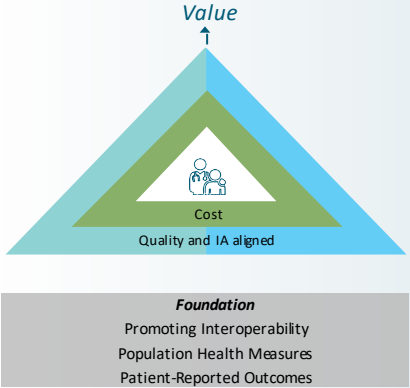 Value
Cost
Quality and IA aligned
Foundation
Promoting Interoperability
Population Health Measures
Patient-Reported Outcomes